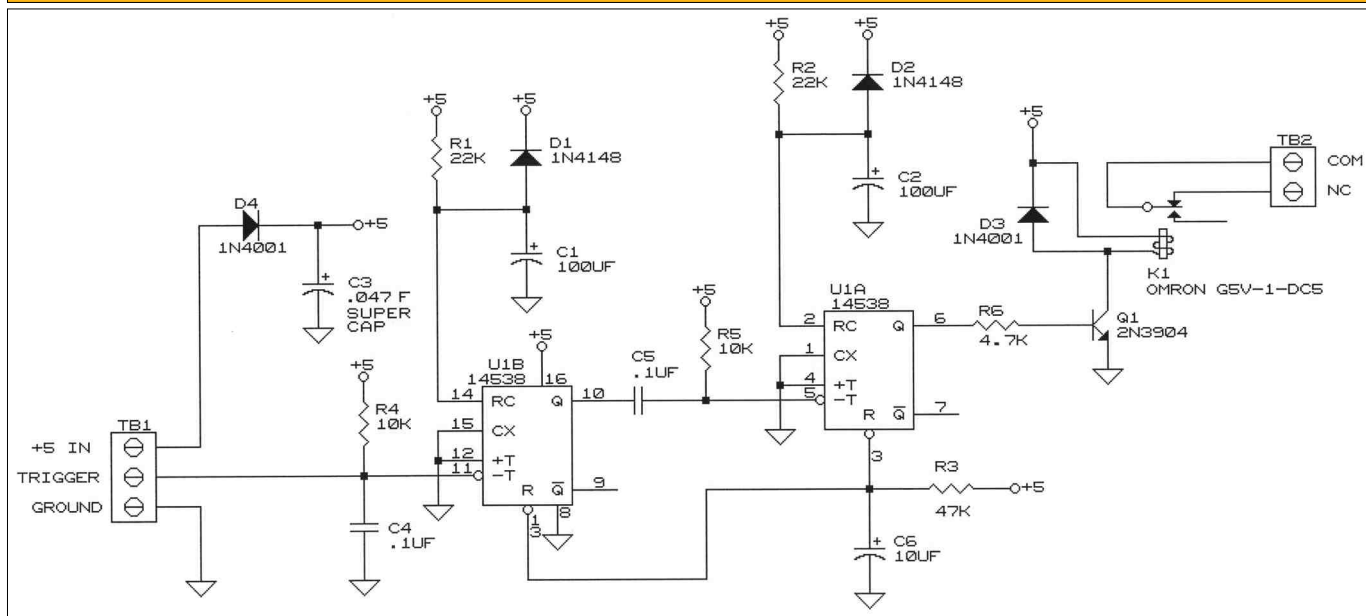 +5
+5
R2
22K
D2
1N4148
+5
+5
R1
22K
D1
1N4148
C2
100UF
+5
TB2
COM
NC
D4
1N4001
+5
D3
1N4001
C1
100UF
K1
OMRON G5V-1-DC5
C3
.047 F
SUPER
CAP
U1A
14538
+5
R5
10K
2
RC
Q
6
R6
4.7K
Q1
2N3904
1
CX
4
+T
5
-T
R
Q
7
3
+5
U1B
14538
16
C5
.1UF
14
RC
Q
10
15
CX
12
+T
11
-T
R
Q
9
1
3
8
+5
R4
10K
TB1
+5 IN
TRIGGER
GROUND
C4
.1UF
R3
47K
+5
C6
10UF